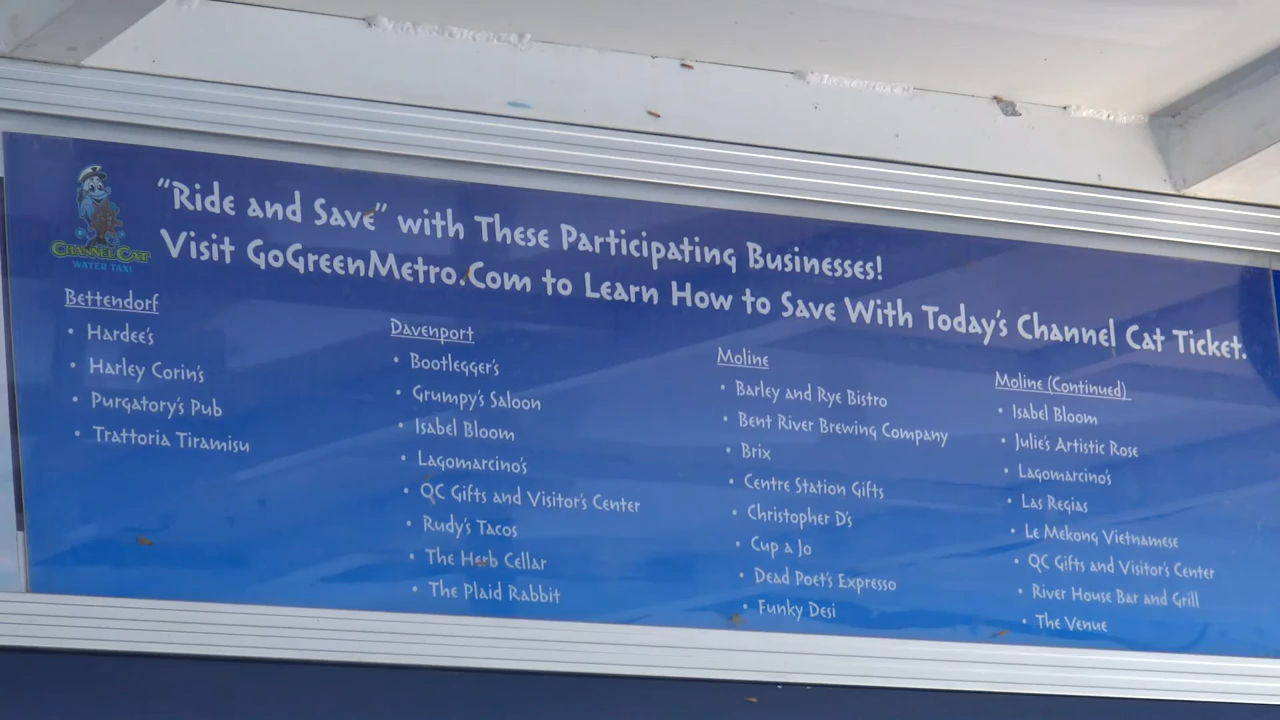 CHANNEL CAT
WATER TAXI
"Ride and Save" with These Participating Businesses!
Visit GoGreenMetro.Com to Learn How to Save With Today's Channel Cat Ticket.
Bettendorf
• Hardee's
• Harley Corin's
• Purgatory's Pub
• Trattoria Tiramisu
Davenport
• Bootlegger's
• Grumpy's Saloon
• Isabel Bloom
• Lagomarcino's
• QC Gifts and Visitor's Center
• Rudy's Tacos
• The Herb Cellar
• The Plaid Rabbit
Moline
• Barley and Rye Bistro
• Bent River Brewing Company
• Brix
• Centre Station Gifts
• Christopher D's
• Cup a Jo
• Dead Poet's Expresso
• Funky Desi
Moline (Continued)
• Isabel Bloom
• Julie's Artistic Rose
• Lagomarcino's
• Las Regias
• Le Mekong Vietnamese
• QC Gifts and Visitor's Center
• River House Bar and Grill
• The Venue